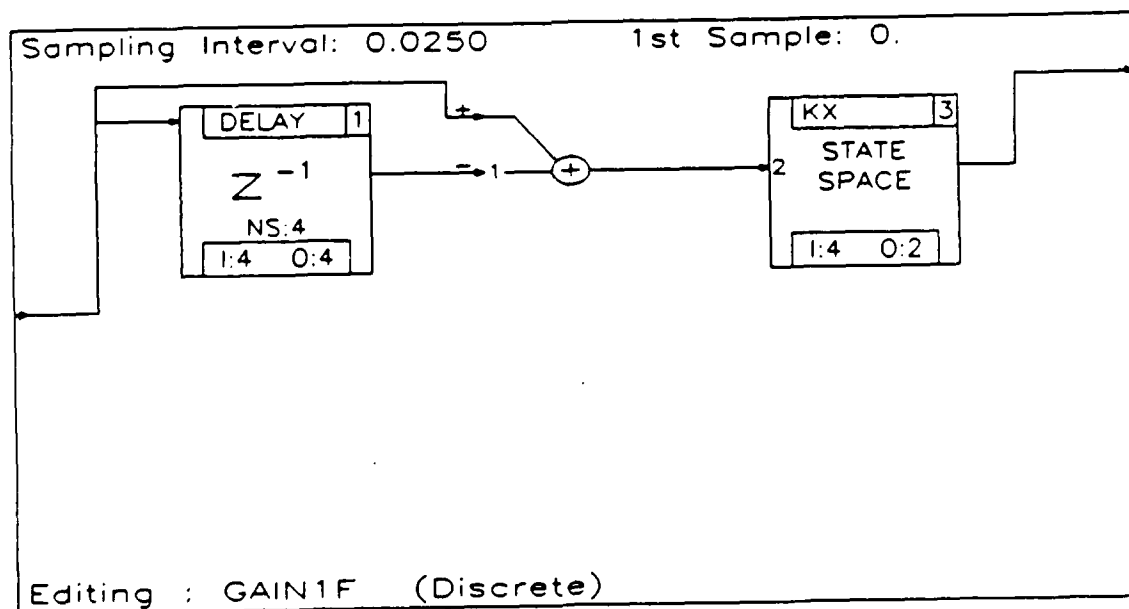 Sampling Interval: 0.0250 1st Sample: 0.
DELAY 1
Z^-1
NS:4
I:4 O:4
+
- 1
+
2
KX 3
STATE
SPACE
I:4 O:2
Editing : GAIN1F (Discrete)